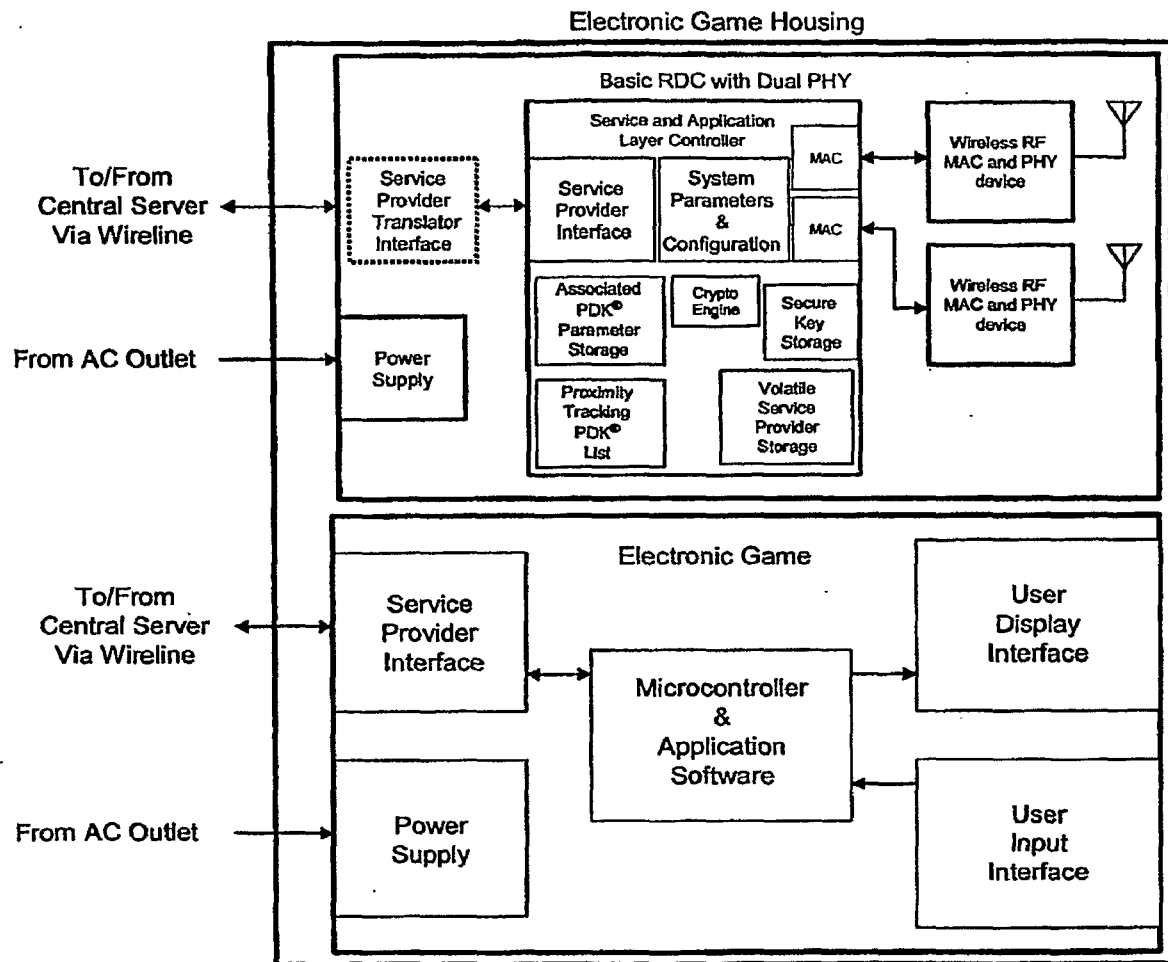 Electronic Game Housing
Basic RDC with Dual PHY
Service and Application
Layer Controller
To/From
Central Server
Via Wireline
Service
Provider
Translator
Interface
Service
Provider
Interface
System
Parameters
&
Configuration
MAC
MAC
Wireless RF
MAC and PHY
device
Wireless RF
MAC and PHY
device
Associated
PDK®
Parameter
Storage
Crypto
Engine
Secure
Key
Storage
From AC Outlet
Power
Supply
Proximity
Tracking
PDK®
List
Volatile
Service
Provider
Storage
Electronic Game
To/From
Central Server
Via Wireline
Service
Provider
Interface
User
Display
Interface
Microcontroller
&
Application
Software
From AC Outlet
Power
Supply
User
Input
Interface